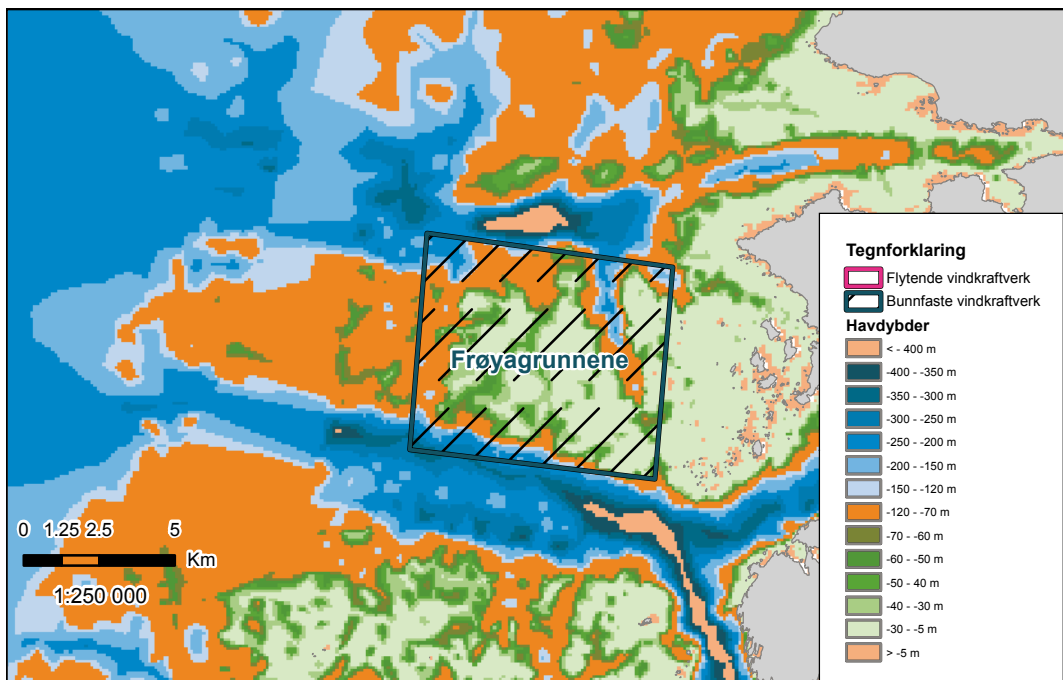 Frøyagrunnene
0 1.25 2.5 5
Km
1:250 000
Tegnforklaring
Flytende vindkraftverk
Bunnfaste vindkraftverk
Havdybder
< - 400 m
-400 - -350 m
-350 - -300 m
-300 - -250 m
-250 - -200 m
-200 - -150 m
-150 - -120 m
-120 - -70 m
-70 - -60 m
-60 - -50 m
-50 - 40 m
-40 - -30 m
-30 - -5 m
> -5 m